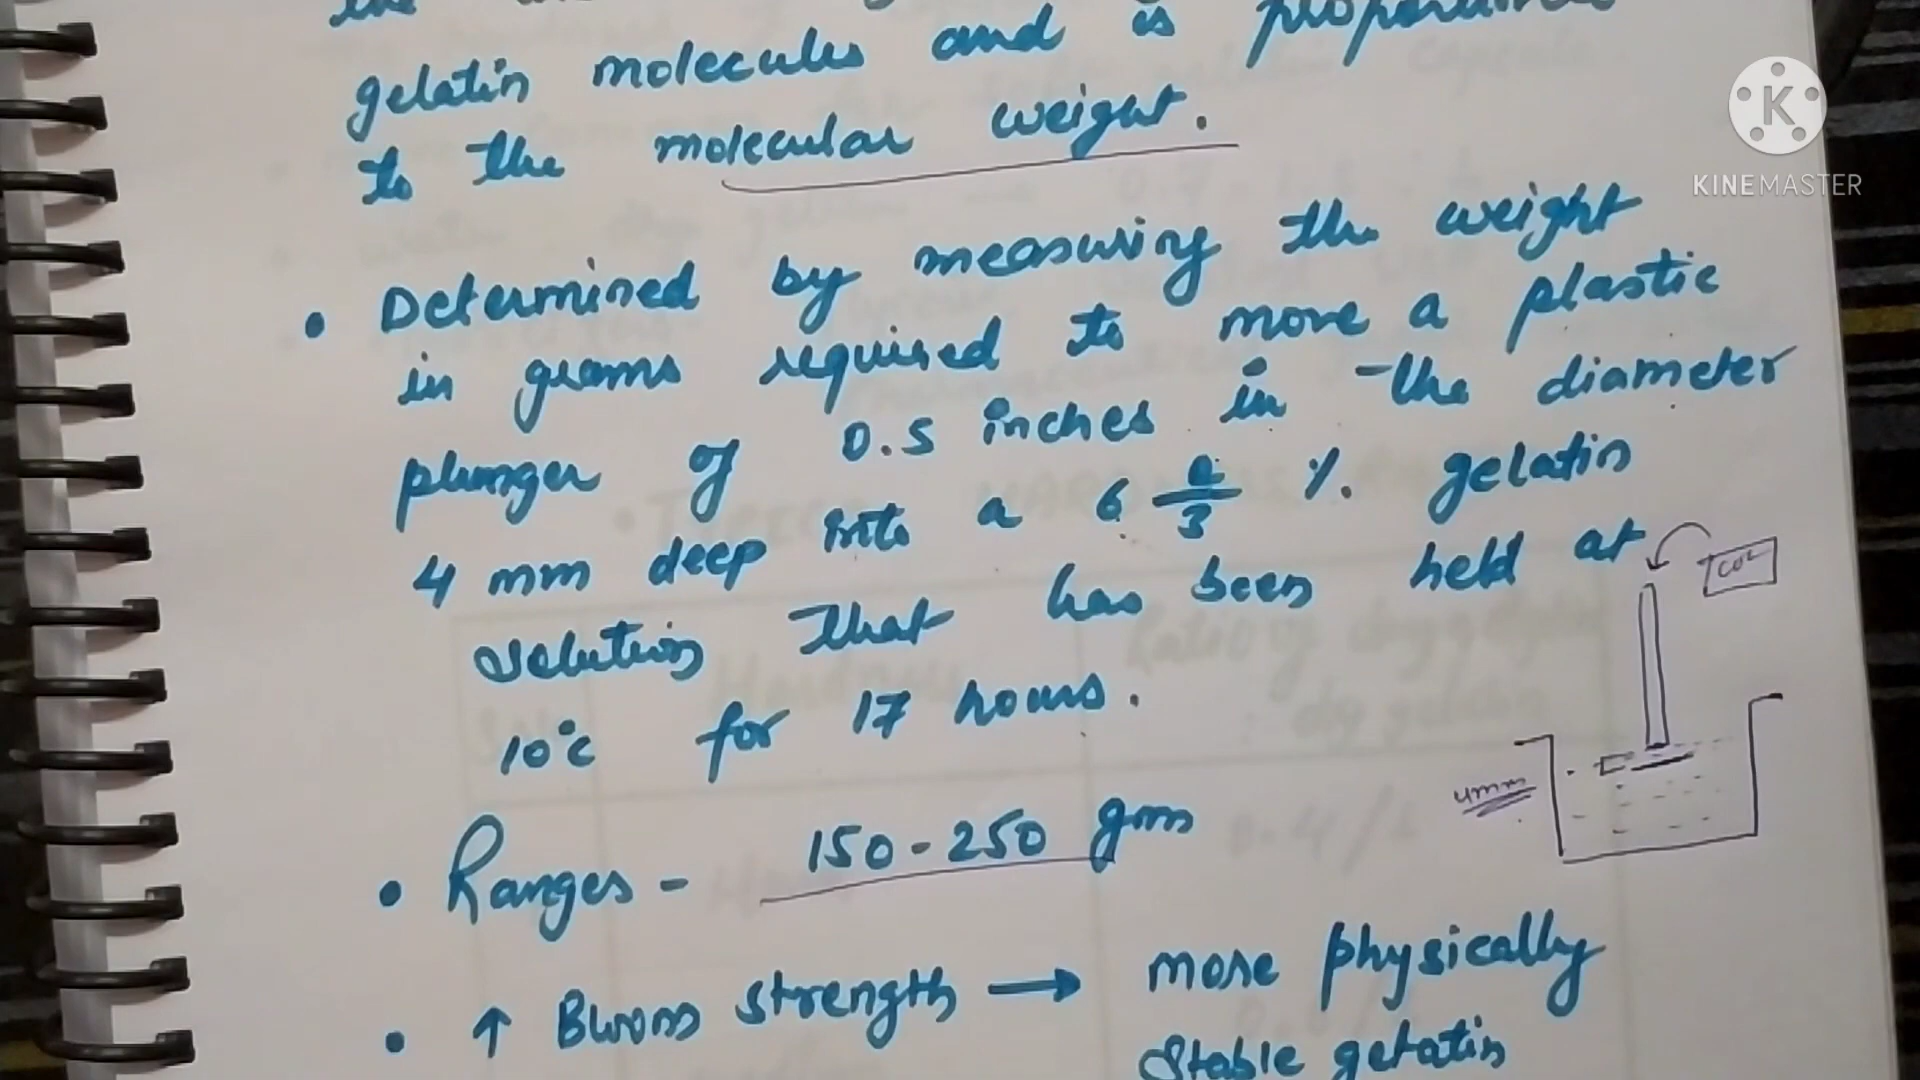 gelatin molecules and is
to the molecular weight.
• Determined by measuring the weight
in grams required to move a plastic
plunger of 0.5 inches in the diameter
4 mm deep into a 6 2/3 %. gelatin
solution that has been held at
10°c for 17 hours.
4mm
• Ranges - 150-250 gms
• ↑ Bloom strength → more physically
stable gelatin
K
KINEMASTER